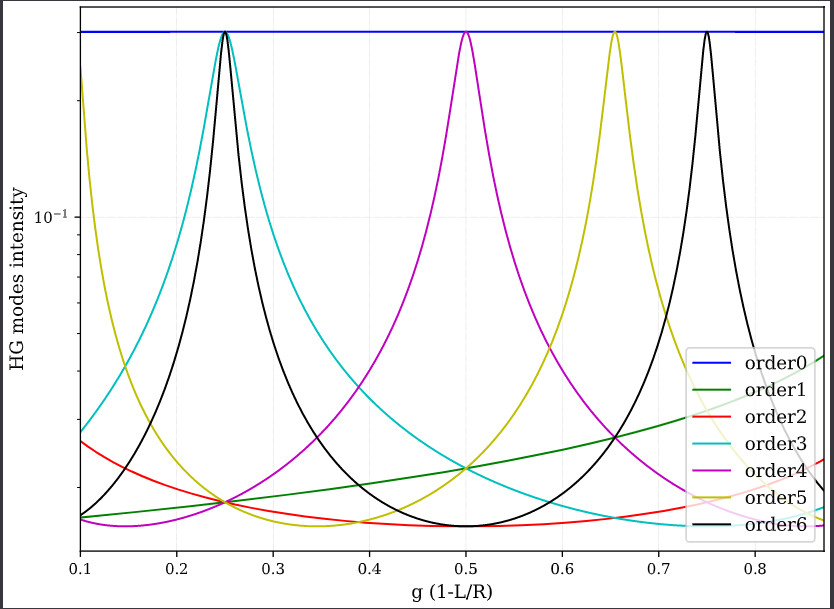 HG modes intensity
10⁻¹
order0
order1
order2
order3
order4
order5
order6
0.1 0.2 0.3 0.4 0.5 0.6 0.7 0.8
g (1-L/R)